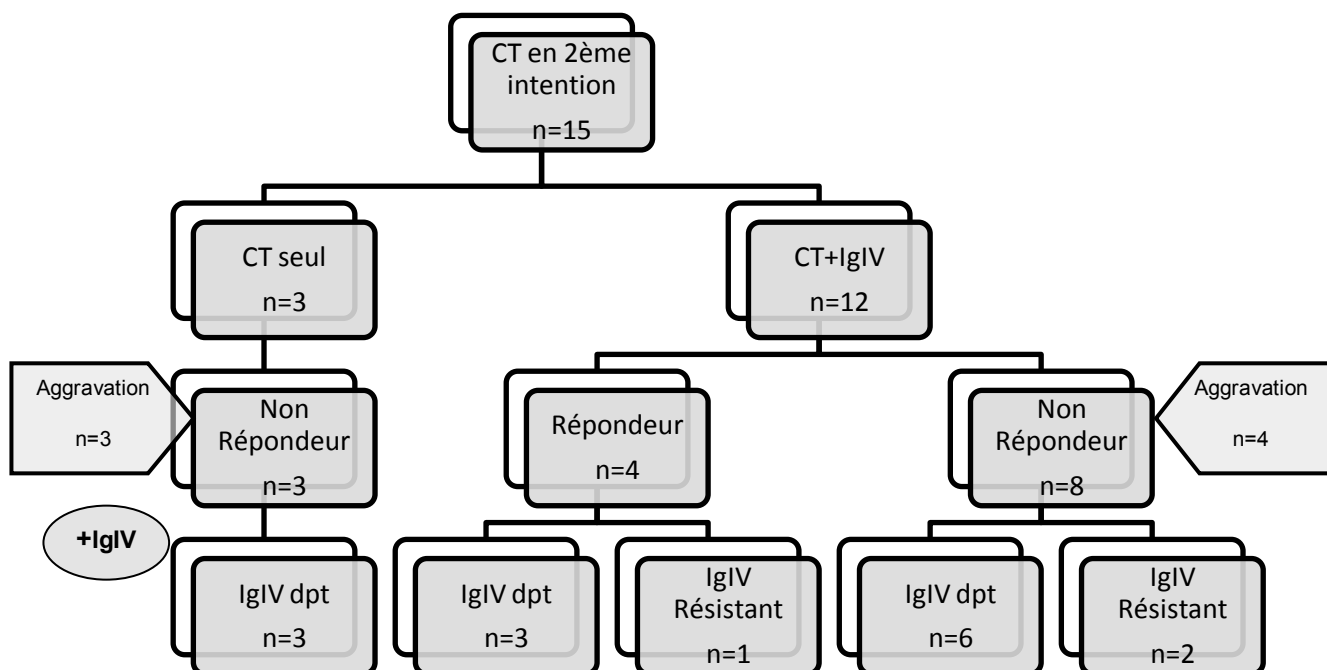 CT en 2ème
intention
n=15
CT seul
n=3
CT+IgIV
n=12
Aggravation
n=3
Non
Répondeur
n=3
Répondeur
n=4
Non
Répondeur
n=8
Aggravation
n=4
+IgIV
IgIV dpt
n=3
IgIV dpt
n=3
IgIV
Résistant
n=1
IgIV dpt
n=6
IgIV
Résistant
n=2